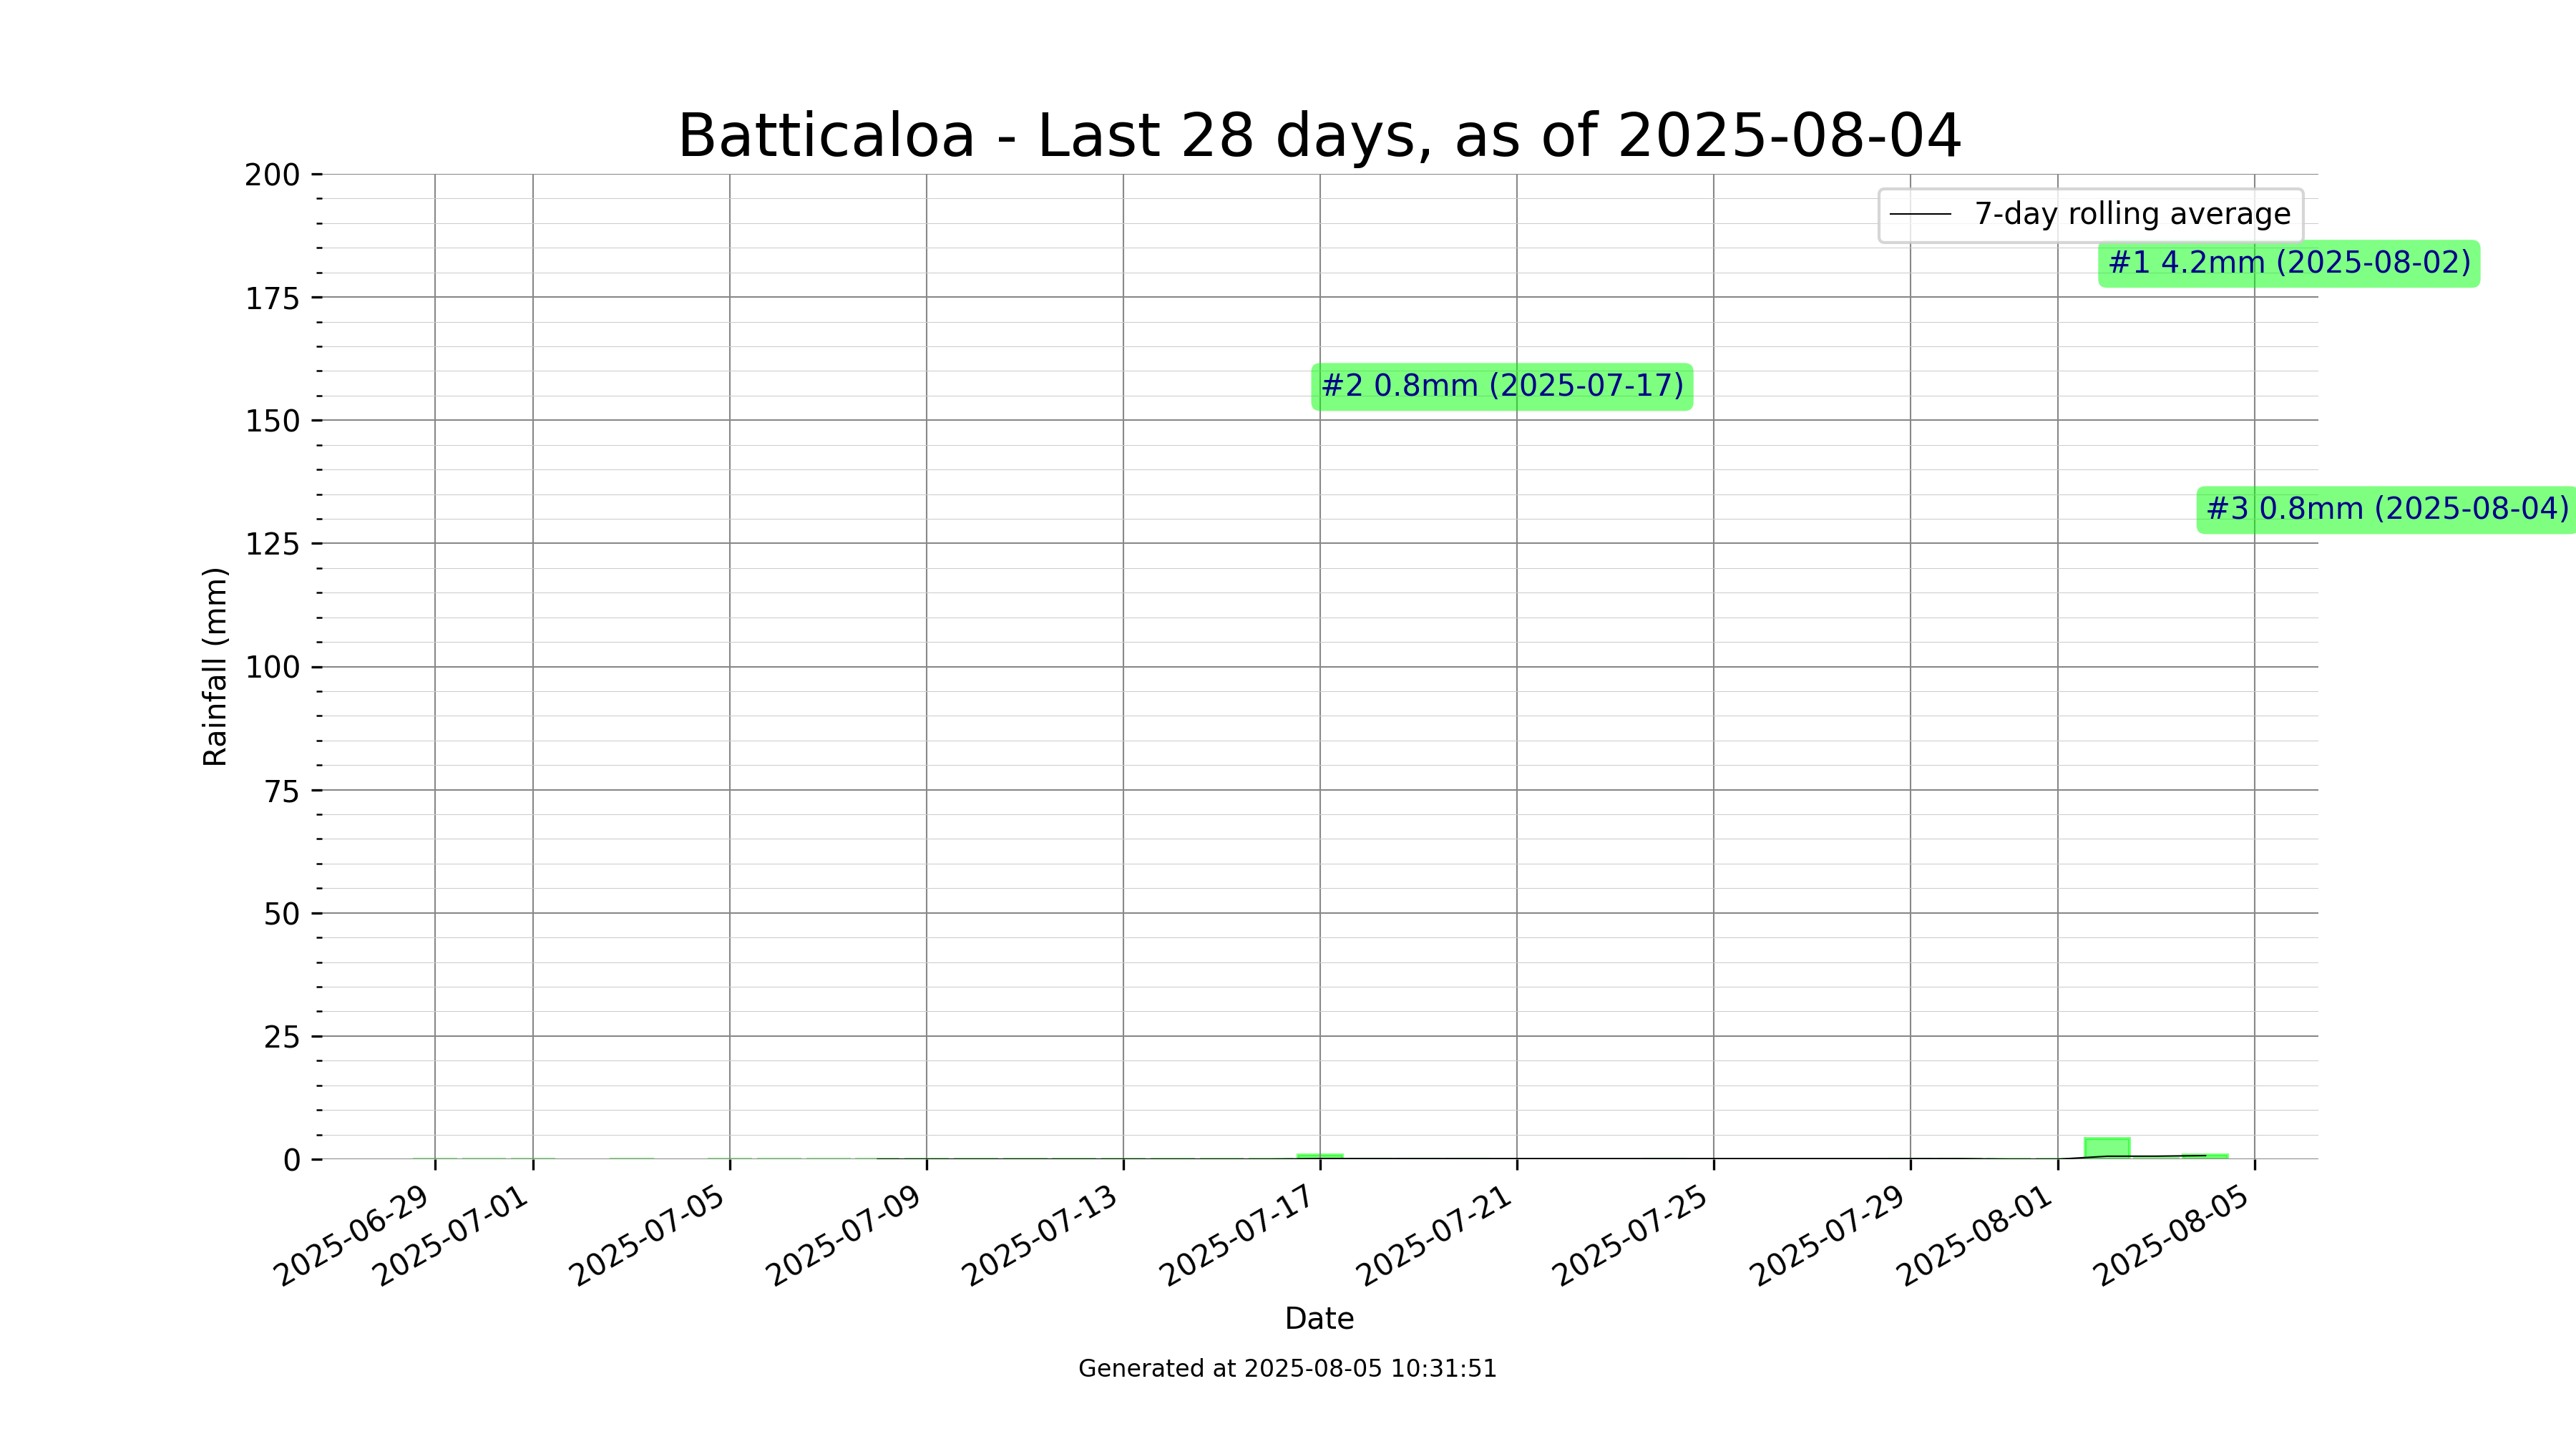 Batticaloa - Last 28 days, as of 2025-08-04
200
175
150
125
100
75
50
25
0
Rainfall (mm)
7-day rolling average
#1 4.2mm (2025-08-02)
#2 0.8mm (2025-07-17)
#3 0.8mm (2025-08-04)
2025-06-29
2025-07-01
2025-07-05
2025-07-09
2025-07-13
2025-07-17
2025-07-21
2025-07-25
2025-07-29
2025-08-01
2025-08-05
Date
Generated at 2025-08-05 10:31:51